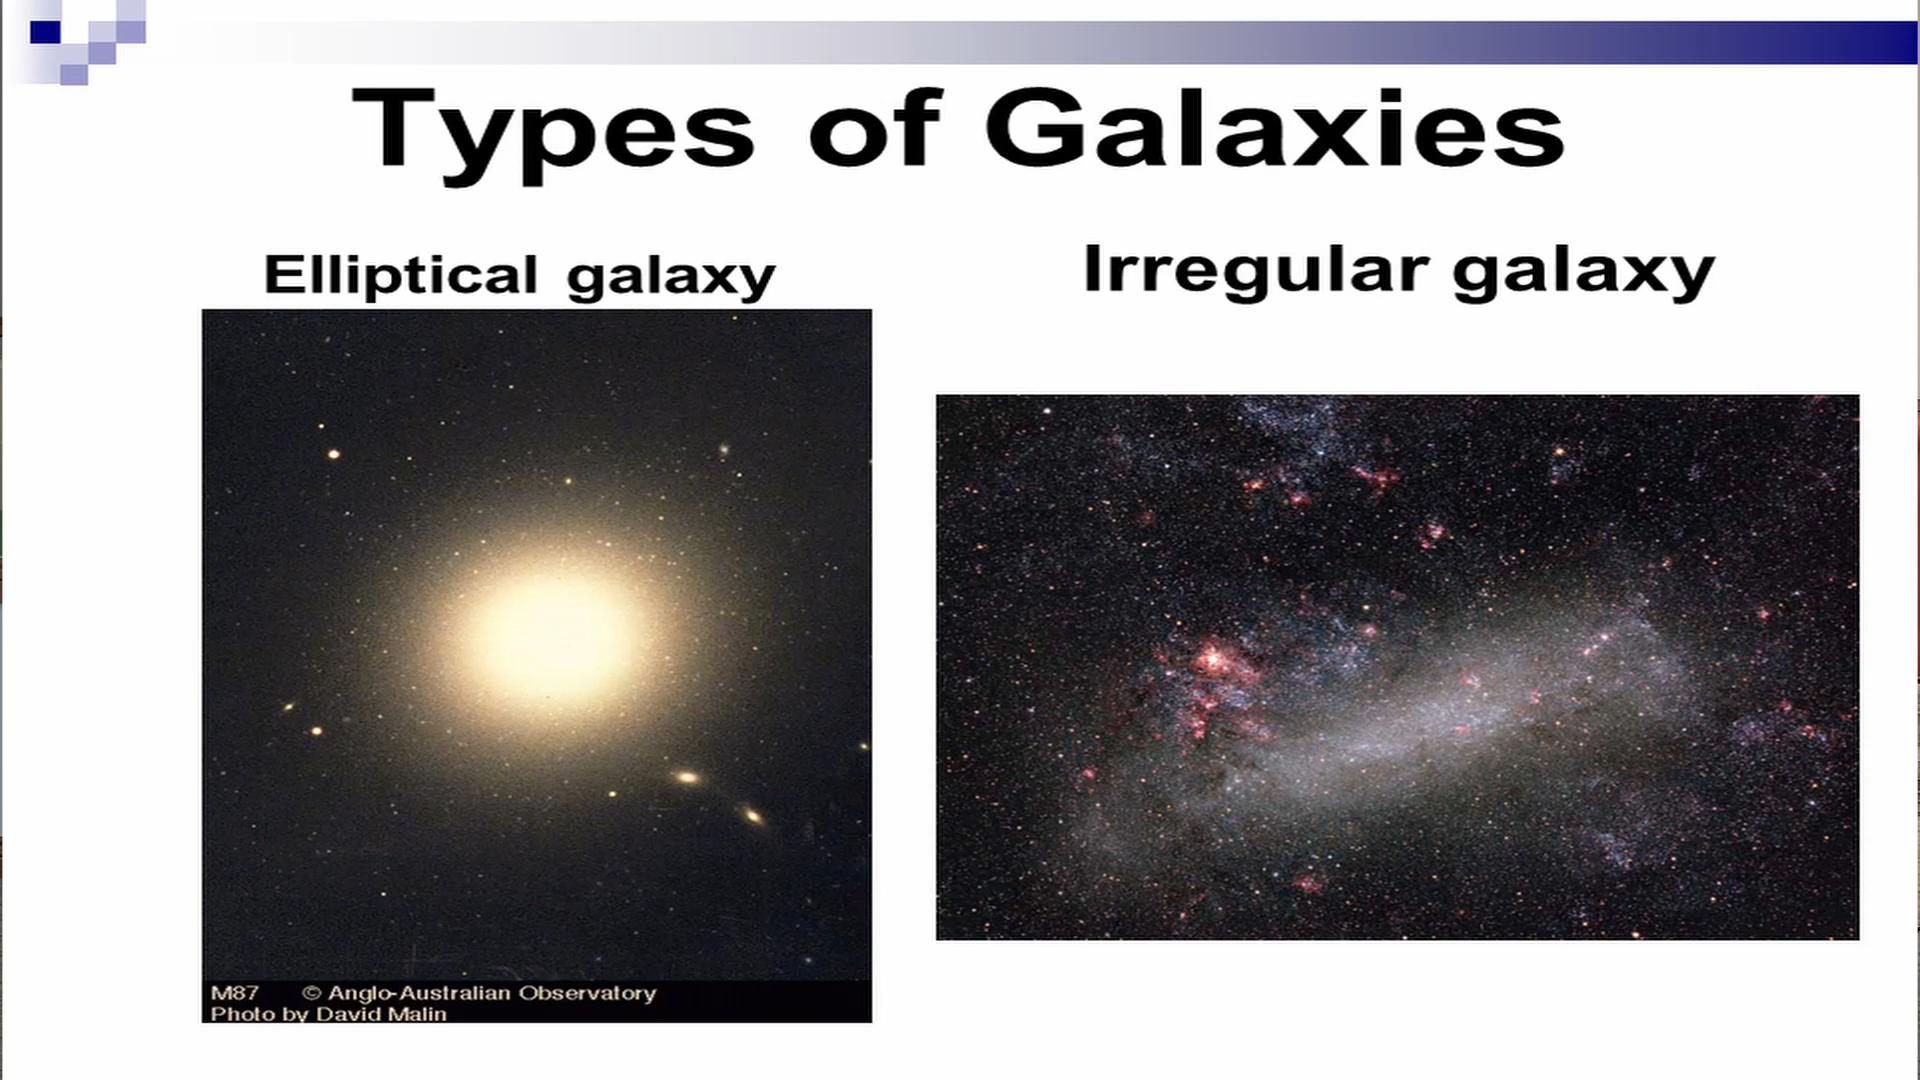 Types of Galaxies
Elliptical galaxy
Irregular galaxy
M87 © Anglo-Australian Observatory
Photo by David Malin